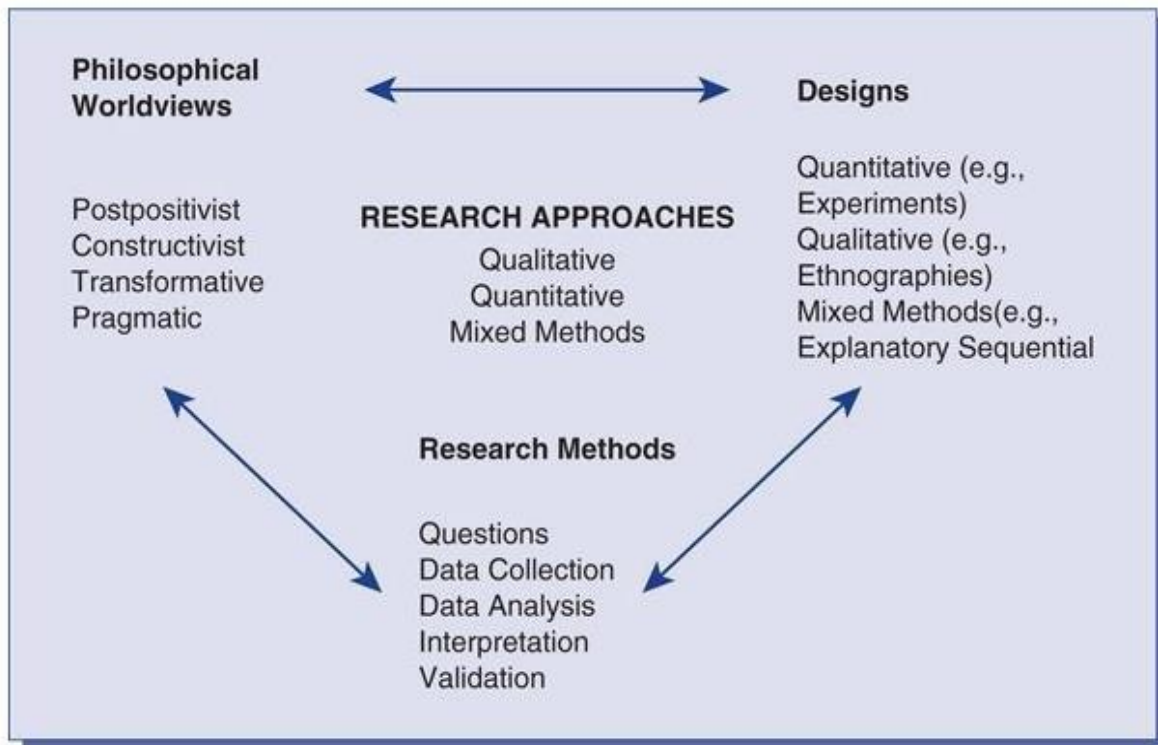 Philosophical
Worldviews
Designs
Postpositivist
Constructivist
Transformative
Pragmatic
RESEARCH APPROACHES
Qualitative
Quantitative
Mixed Methods
Quantitative (e.g.,
Experiments)
Qualitative (e.g.,
Ethnographies)
Mixed Methods(e.g.,
Explanatory Sequential
Research Methods
Questions
Data Collection
Data Analysis
Interpretation
Validation